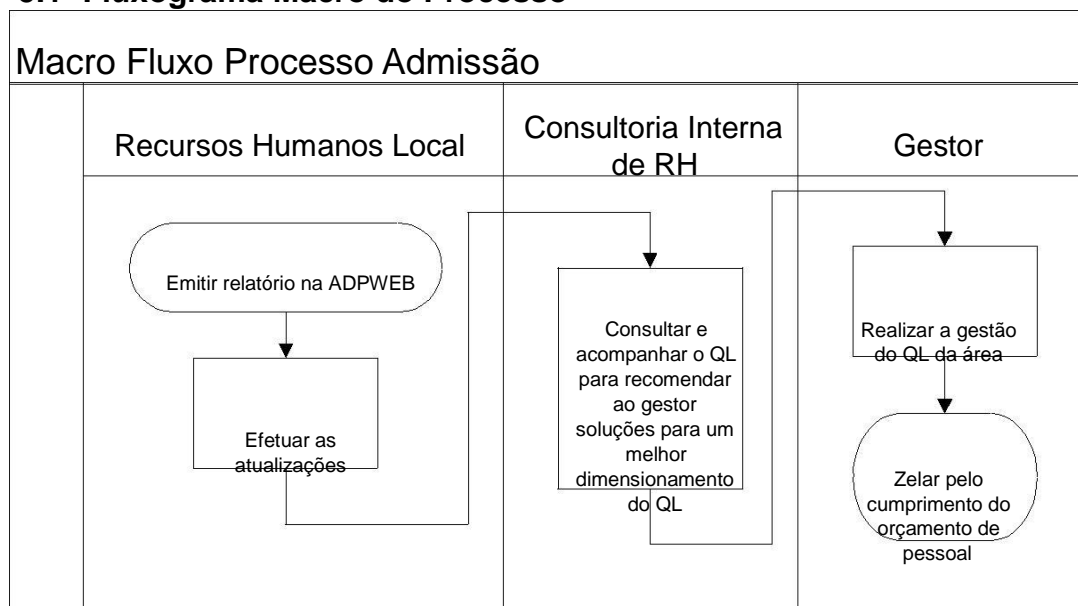 Macro Fluxo Processo Admissão
Recursos Humanos Local
Consultoria Interna
de RH
Gestor
Emitir relatório na ADPWEB
Efetuar as
atualizações
Consultar e
acompanhar o QL
para recomendar
ao gestor
soluções para um
melhor
dimensionamento
do QL
Realizar a gestão
do QL da área
Zelar pelo
cumprimento do
orçamento de
pessoal